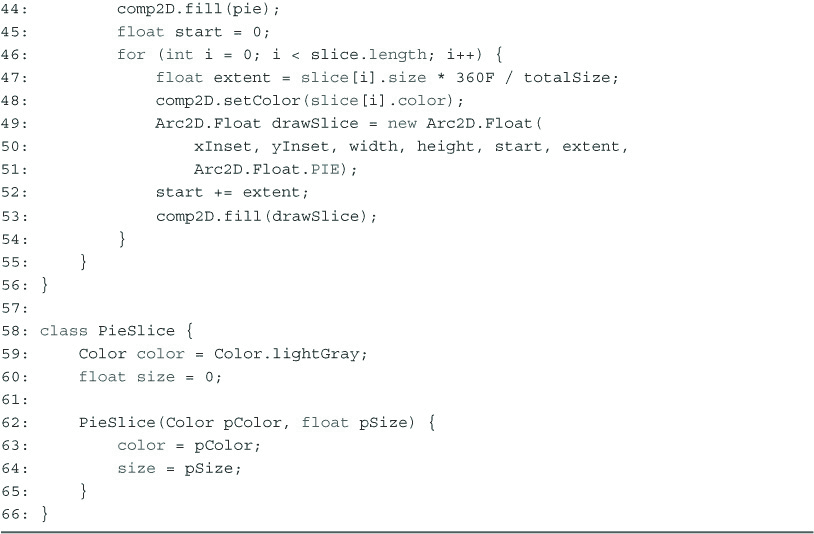 44:         comp2D.fill(pie);
45:         float start = 0;
46:         for (int i = 0; i < slice.length; i++) {
47:             float extent = slice[i].size * 360F / totalSize;
48:             comp2D.setColor(slice[i].color);
49:             Arc2D.Float drawSlice = new Arc2D.Float(
50:                 xInset, yInset, width, height, start, extent,
51:                 Arc2D.Float.PIE);
52:             start += extent;
53:             comp2D.fill(drawSlice);
54:         }
55:     }
56: }
57:
58: class PieSlice {
59:     Color color = Color.lightGray;
60:     float size = 0;
61:
62:     PieSlice(Color pColor, float pSize) {
63:         color = pColor;
64:         size = pSize;
65:     }
66: }